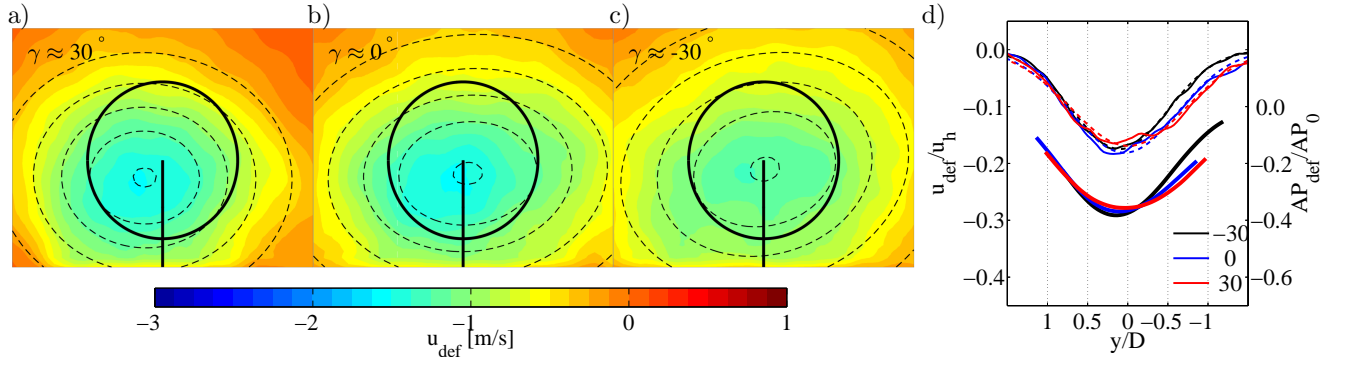 a) b) c) d)
γ ≈ 30° γ ≈ 0° γ ≈ -30°
0.0
−0.1
−0.2
−0.3
−0.4
u_def/u_h
0.0
−0.2
−0.4
−0.6
AP_def/AP_0
−30
0
30
1 0.5 0 −0.5 −1
y/D
−3 −2 −1 0 1
u_def [m/s]